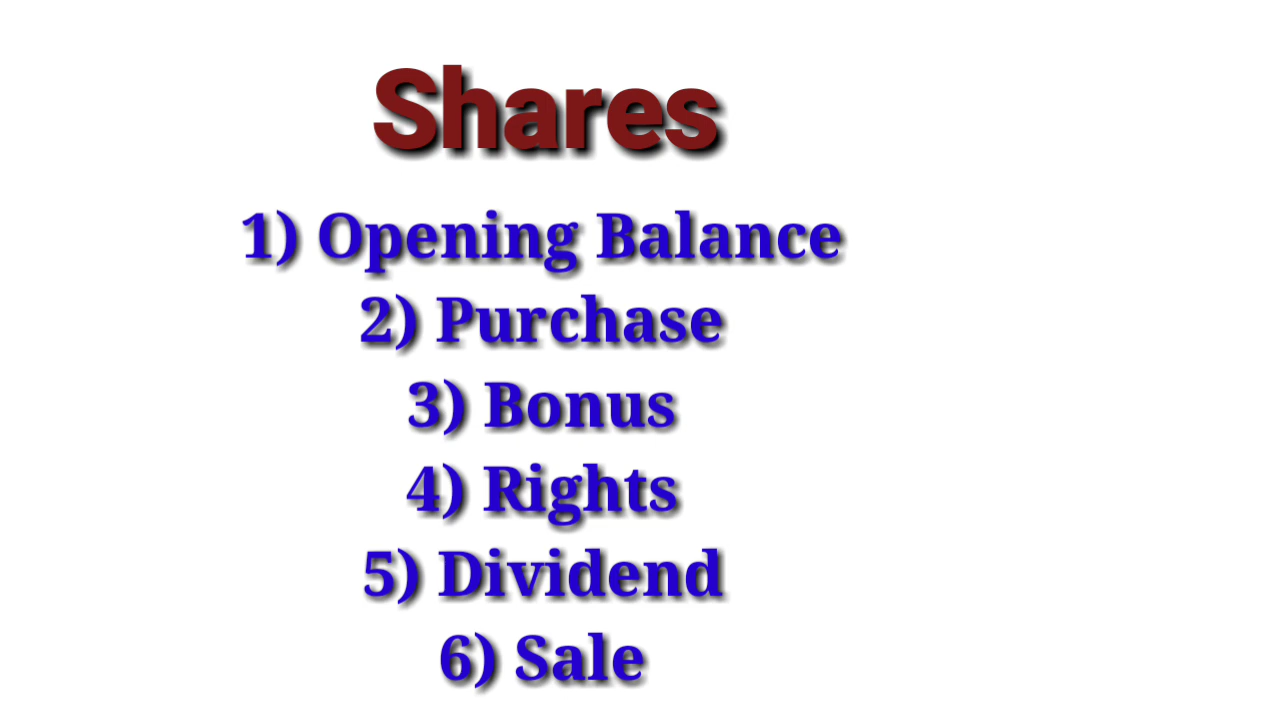 Shares
1) Opening Balance
2) Purchase
3) Bonus
4) Rights
5) Dividend
6) Sale